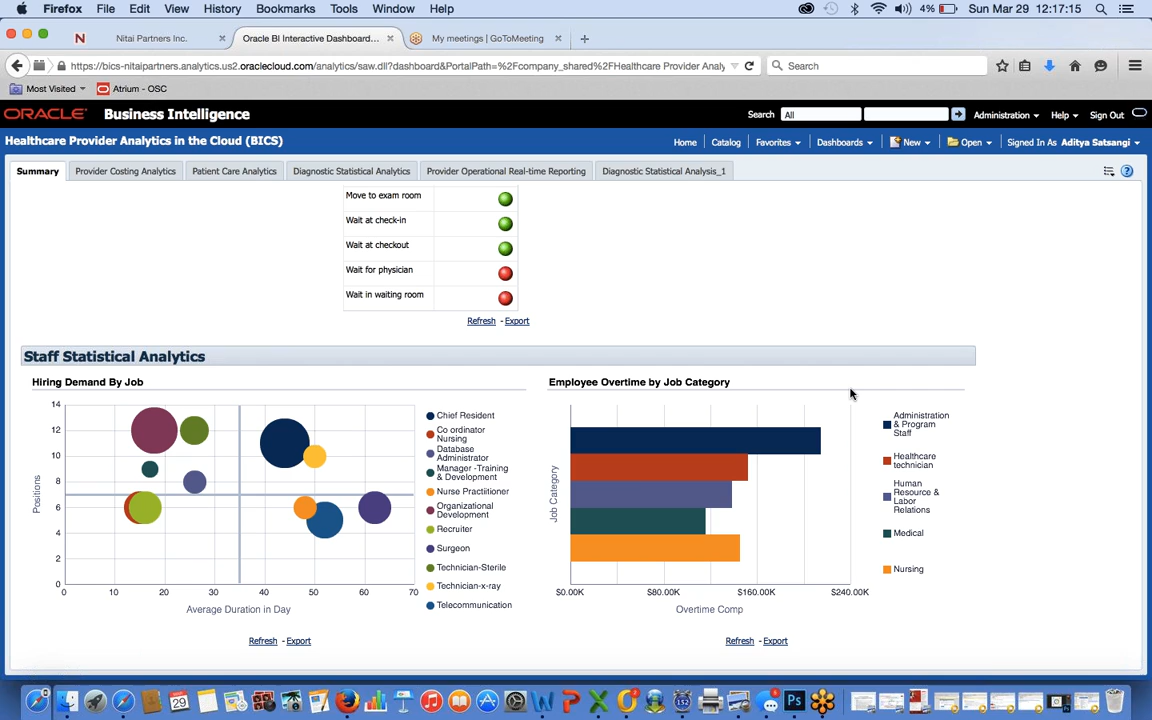 Firefox File Edit View History Bookmarks Tools Window Help 4% Sun Mar 29 12:17:15
N Nitai Partners Inc. × Oracle BI Interactive Dashboard... × My meetings | GoToMeeting × +
https://bics-nitaipartners.analytics.us2.oraclecloud.com/analytics/saw.dll?dashboard&PortalPath=%2Fcompany_shared%2FHealthcare Provider Analy Search
Most Visited Atrium - OSC
ORACLE Business Intelligence Search All Administration Help Sign Out
Healthcare Provider Analytics in the Cloud (BICS) Home Catalog Favorites Dashboards New Open Signed In As Aditya Satsangi
Summary Provider Costing Analytics Patient Care Analytics Diagnostic Statistical Analytics Provider Operational Real-time Reporting Diagnostic Statistical Analysis_1
Move to exam room
Wait at check-in
Wait at checkout
Wait for physician
Wait in waiting room
Refresh - Export
Staff Statistical Analytics
Hiring Demand By Job
14
12
10
8
6
4
2
0
Positions
0 10 20 30 40 50 60 70
Average Duration in Day
Chief Resident
Co ordinator
Nursing
Database
Administrator
Manager -Training
& Development
Nurse Practitioner
Organizational
Development
Recruiter
Surgeon
Technician-Sterile
Technician-x-ray
Telecommunication
Refresh - Export
Employee Overtime by Job Category
Job Category
$0.00K $80.00K $160.00K $240.00K
Overtime Comp
Administration
& Program
Staff
Healthcare
technician
Human
Resource &
Labor
Relations
Medical
Nursing
Refresh - Export